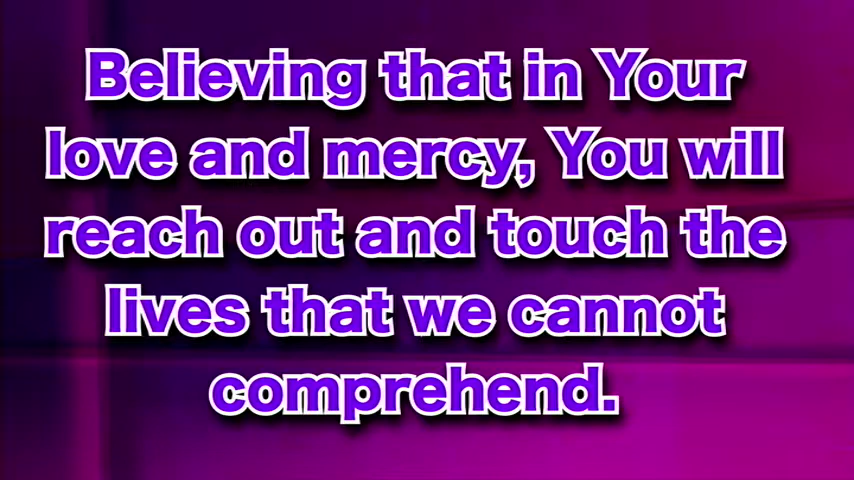 Believing that in Your
love and mercy, You will
reach out and touch the
lives that we cannot
comprehend.